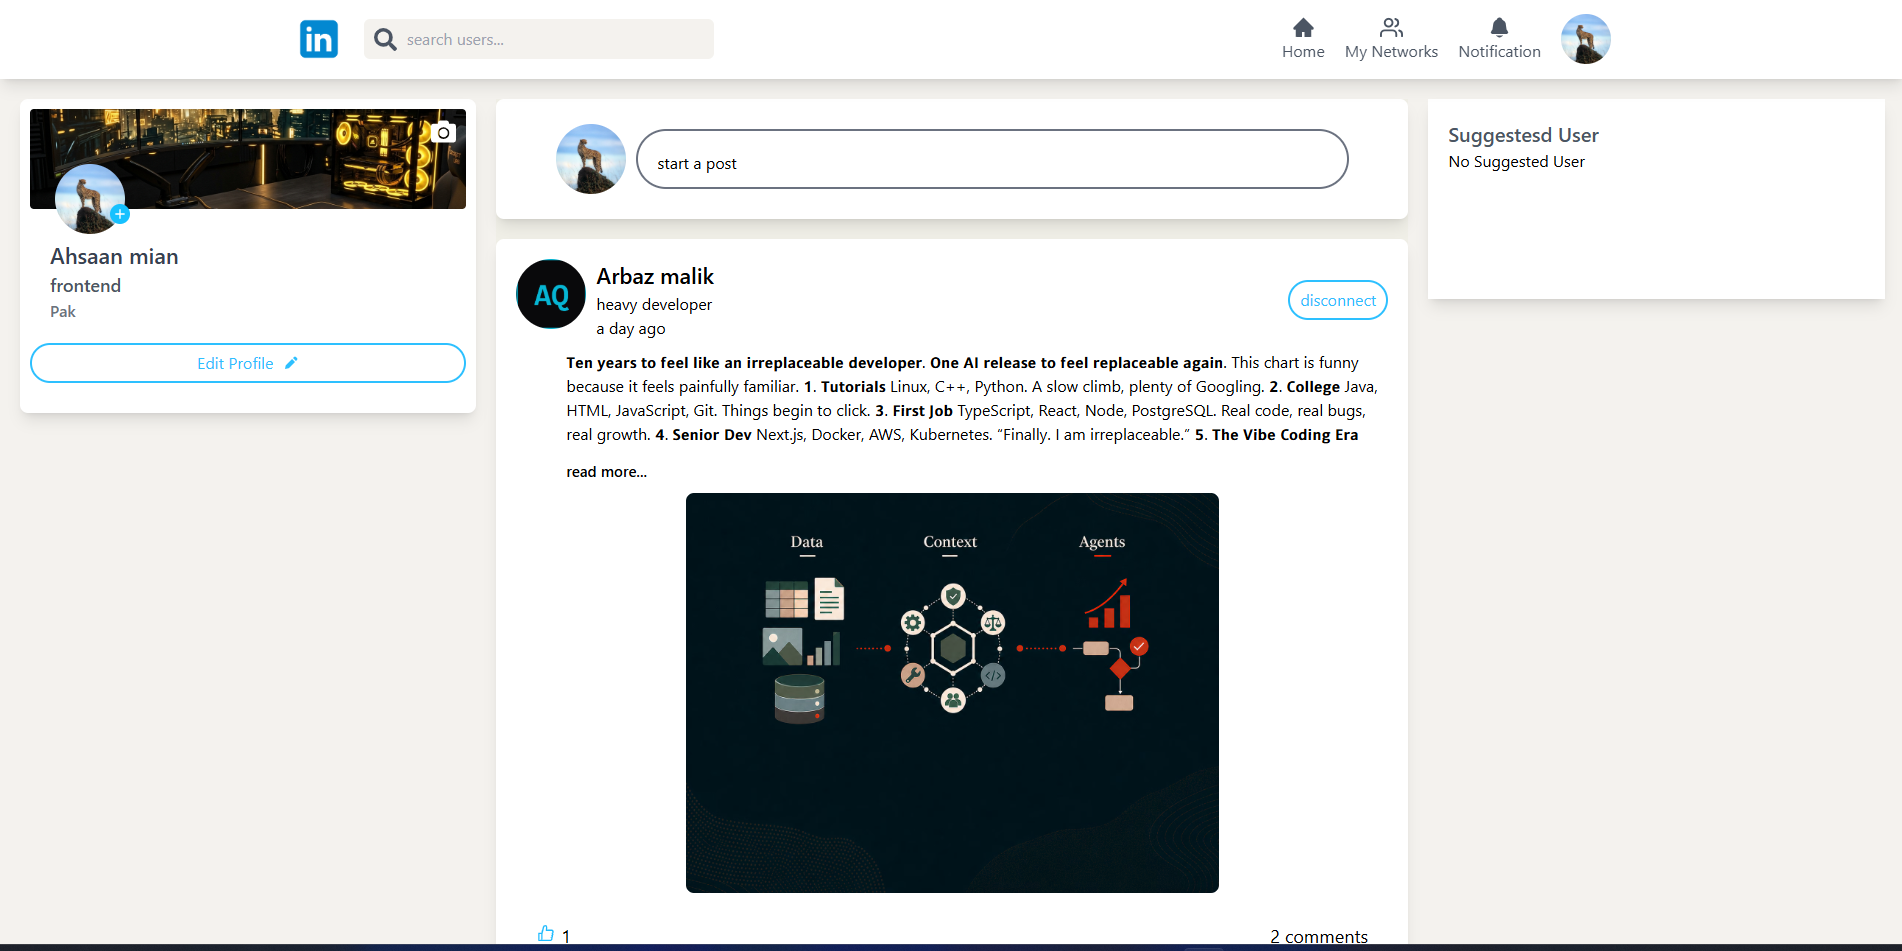 in
search users...
Home
My Networks
Notification
Ahsaan mian
frontend
Pak
Edit Profile
start a post
AQ
Arbaz malik
heavy developer
a day ago
disconnect
Ten years to feel like an irreplaceable developer. One AI release to feel replaceable again. This chart is funny
because it feels painfully familiar. 1. Tutorials Linux, C++, Python. A slow climb, plenty of Googling. 2. College Java,
HTML, JavaScript, Git. Things begin to click. 3. First Job TypeScript, React, Node, PostgreSQL. Real code, real bugs,
real growth. 4. Senior Dev Next.js, Docker, AWS, Kubernetes. “Finally. I am irreplaceable.” 5. The Vibe Coding Era
read more...
Data
Context
Agents
</>
1
2 comments
Suggestesd User
No Suggested User